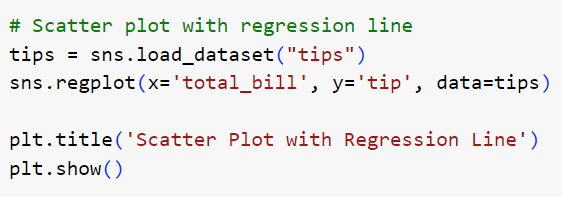 # Scatter plot with regression line
tips = sns.load_dataset("tips")
sns.regplot(x='total_bill', y='tip', data=tips)
plt.title('Scatter Plot with Regression Line')
plt.show()